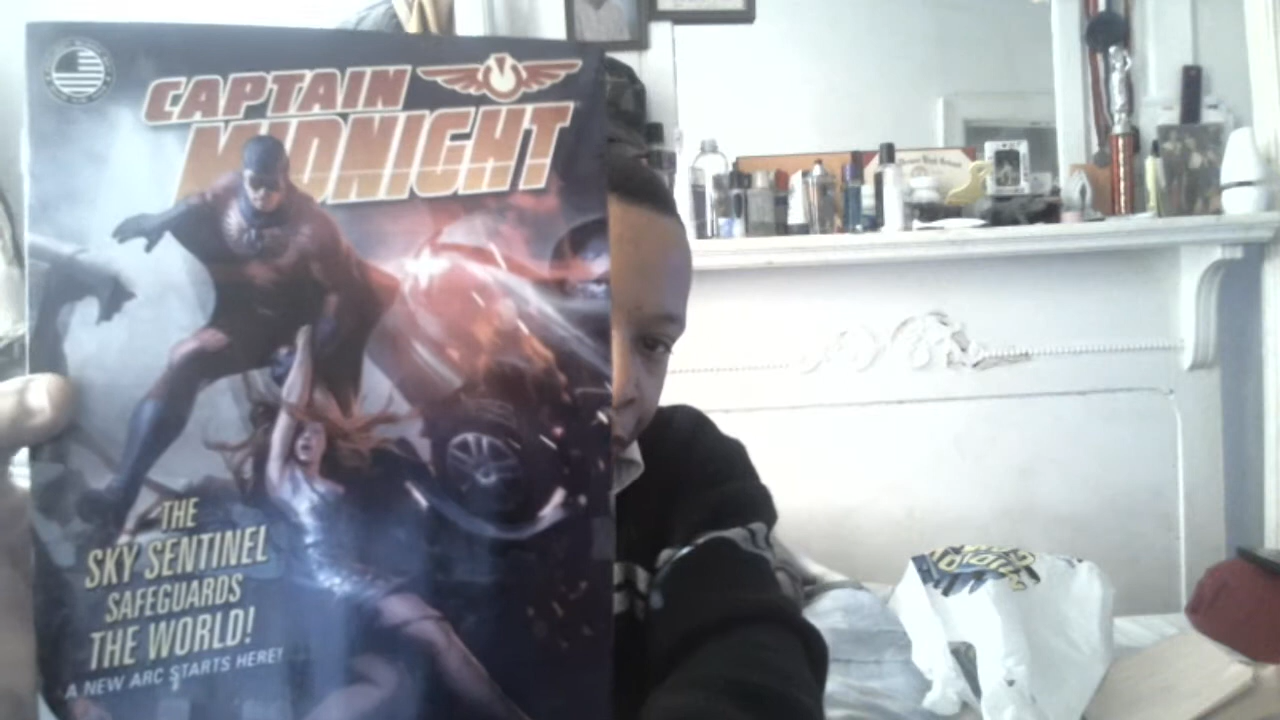 CAPTAIN
MIDNIGHT
THE
SKY SENTINEL
SAFEGUARDS
THE WORLD!
A NEW ARC STARTS HERE!